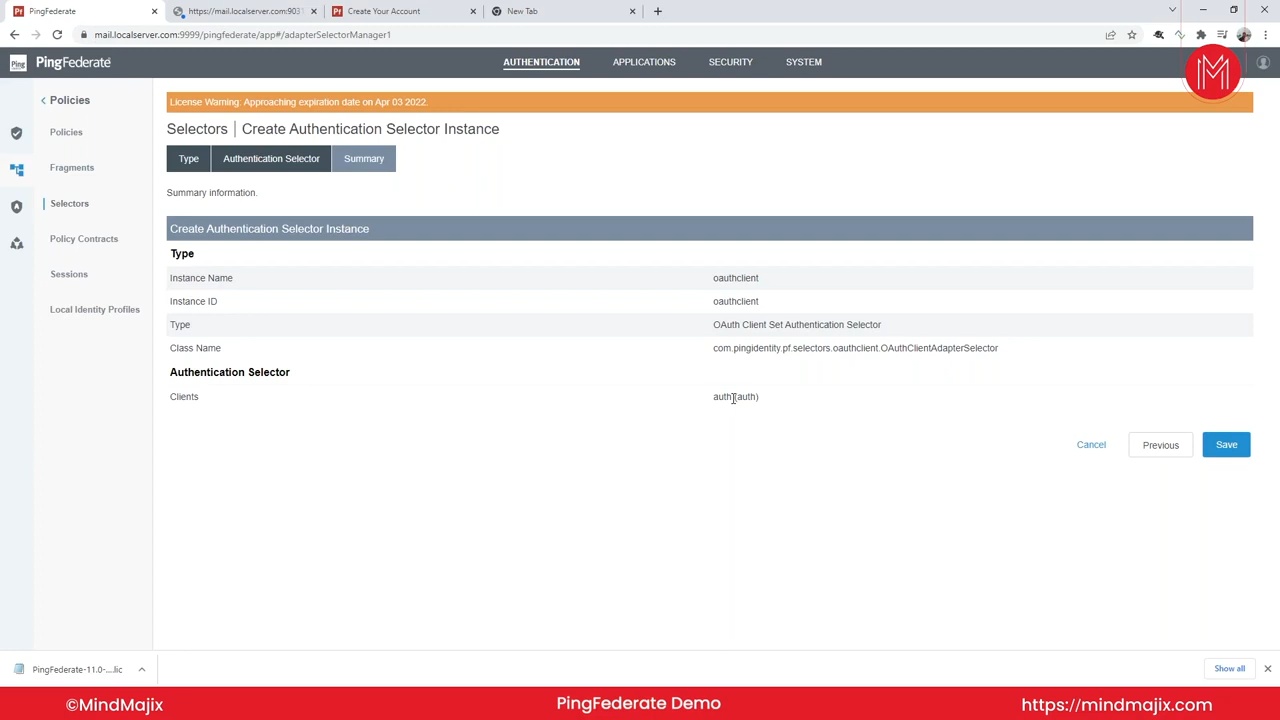 PingFederate
https://mail.localserver.com:9031
Create Your Account
New Tab
mail.localserver.com:9999/pingfederate/app#/adapterSelectorManager1
Ping
PingFederate
AUTHENTICATION
APPLICATIONS
SECURITY
SYSTEM
M
Policies
Policies
Fragments
Selectors
Policy Contracts
Sessions
Local Identity Profiles
License Warning: Approaching expiration date on Apr 03 2022.
Selectors | Create Authentication Selector Instance
Type
Authentication Selector
Summary
Summary information.
Create Authentication Selector Instance
Type
Instance Name oauthclient
Instance ID oauthclient
Type OAuth Client Set Authentication Selector
Class Name com.pingidentity.pf.selectors.oauthclient.OAuthClientAdapterSelector
Authentication Selector
Clients auth (auth)
Cancel
Previous
Save
PingFederate-11.0-....lic
Show all
©MindMajix
PingFederate Demo
https://mindmajix.com